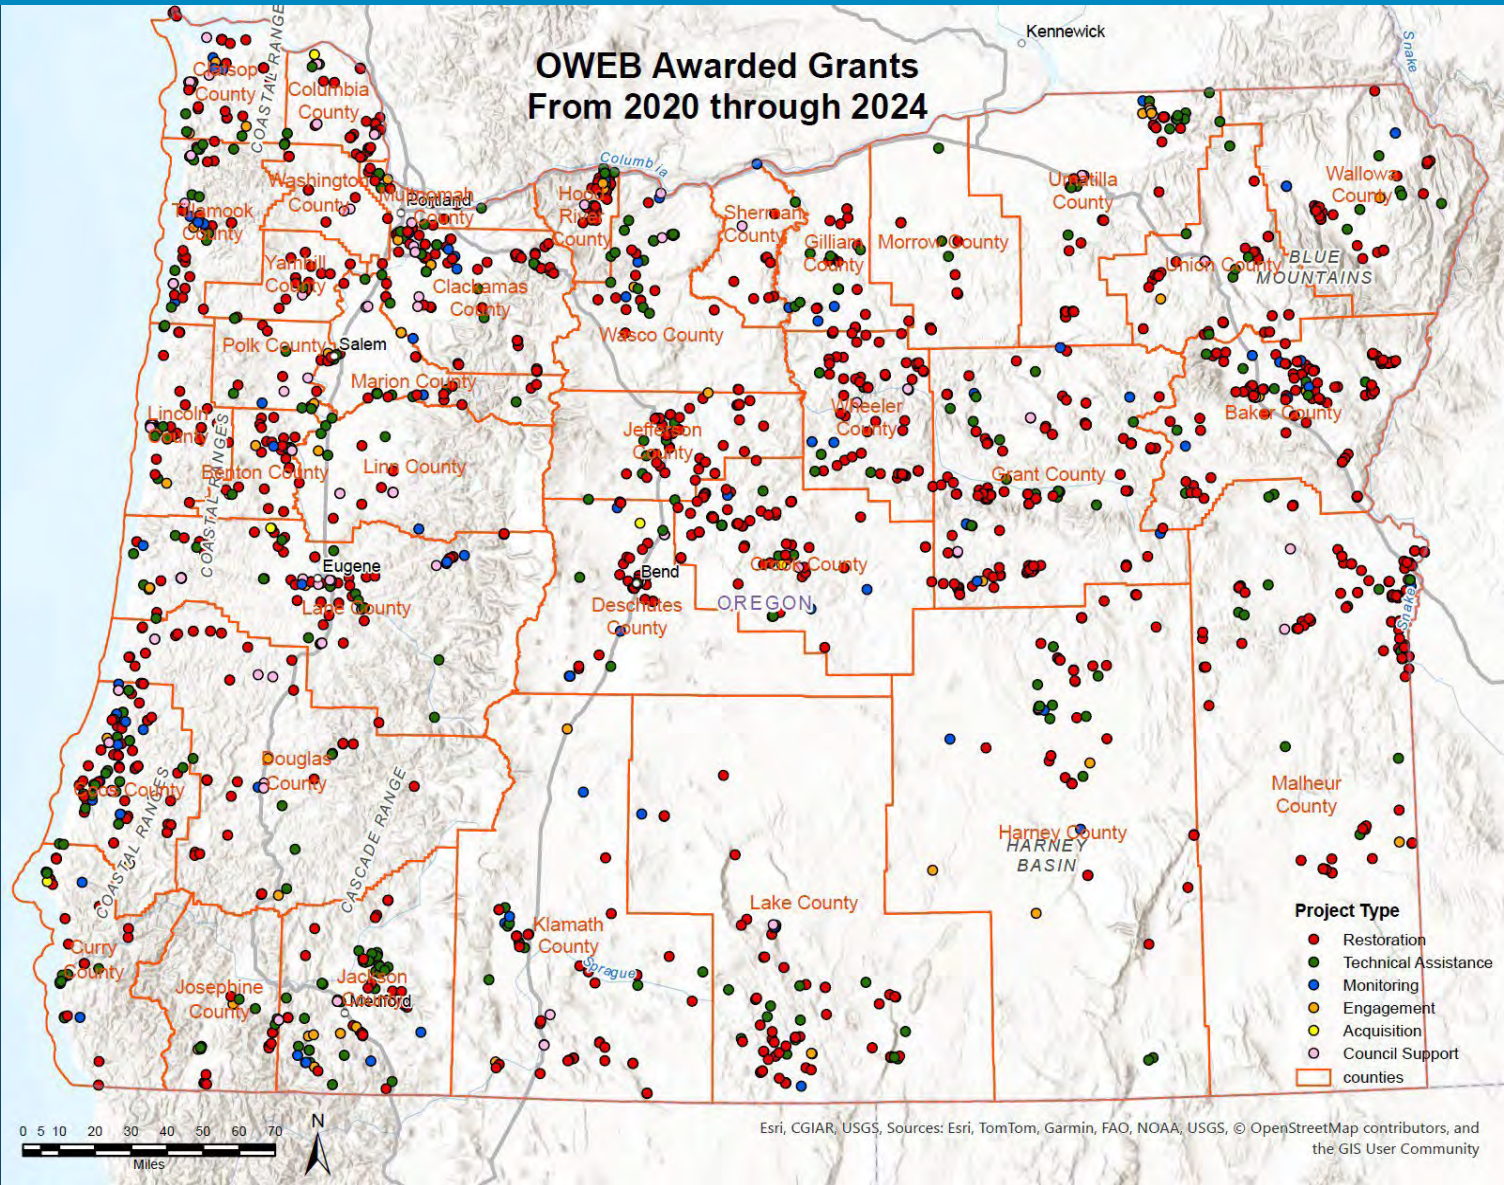 OWEB Awarded Grants
From 2020 through 2024
Kennewick
Snake
Clatsop
County
COASTAL RANGE
Columbia
County
Columbia
Washington
County
Multnomah
County
Portland
Hood
River
County
Sherman
County
Gilliam
County
Morrow County
Umatilla
County
Wallowa
County
Union County
BLUE
MOUNTAINS
Tillamook
County
Yamhill
County
Clackamas
County
Wasco County
Polk County
Salem
Marion County
Lincoln
County
COASTAL RANGES
Benton County
Linn County
Jefferson
County
Wheeler
County
Grant County
Baker County
Eugene
Lane County
Bend
Deschutes
County
Crook County
OREGON
Snake
Douglas
County
Coos County
COASTAL RANGES
CASCADE RANGE
Harney County
HARNEY
BASIN
Malheur
County
Lake County
Klamath
County
Sprague
Curry
County
Josephine
County
Jackson
County
Medford
Project Type
Restoration
Technical Assistance
Monitoring
Engagement
Acquisition
Council Support
counties
N
0 5 10 20 30 40 50 60 70
Miles
Esri, CGIAR, USGS, Sources: Esri, TomTom, Garmin, FAO, NOAA, USGS, © OpenStreetMap contributors, and
the GIS User Community